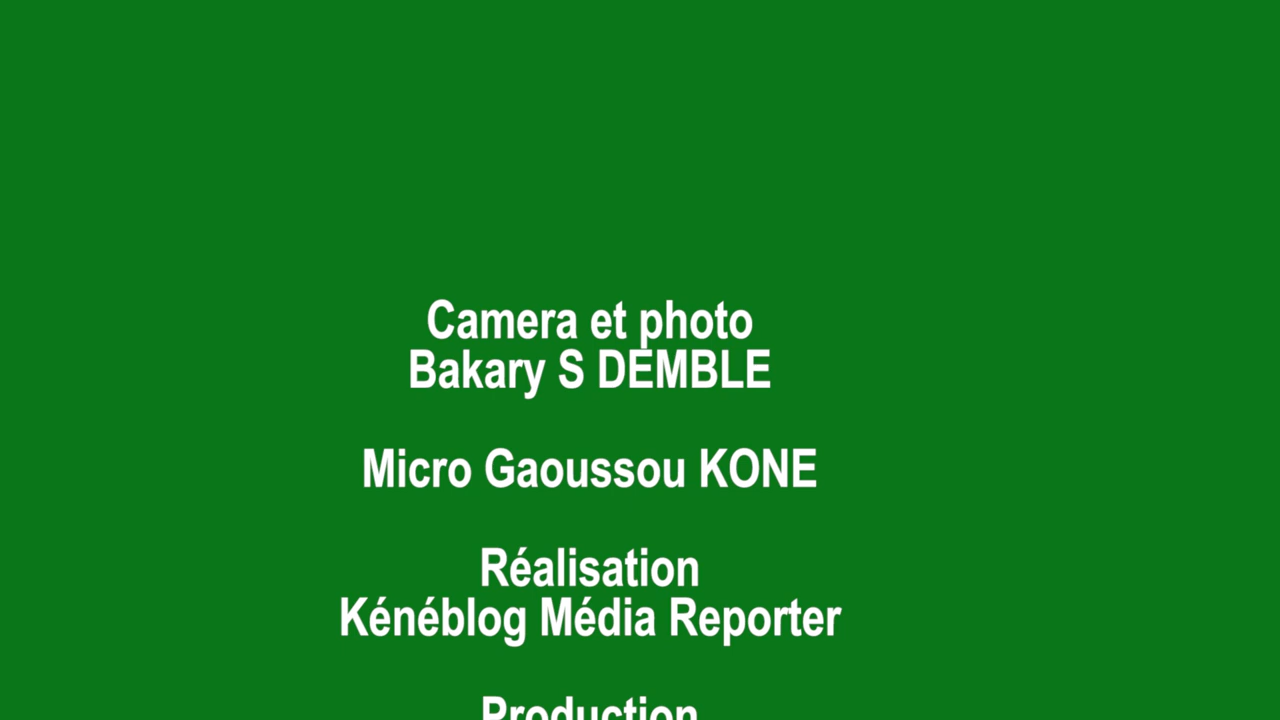 Camera et photo
Bakary S DEMBLE
Micro Gaoussou KONE
Réalisation
Kénéblog Média Reporter
Production